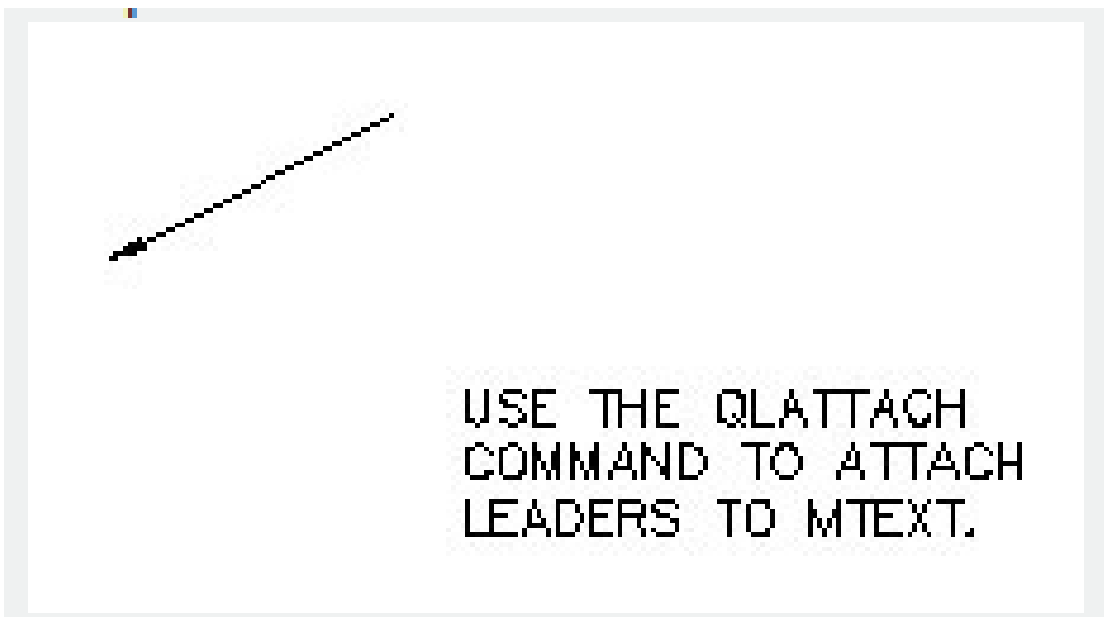 USE THE QLATTACH
COMMAND TO ATTACH
LEADERS TO MTEXT.